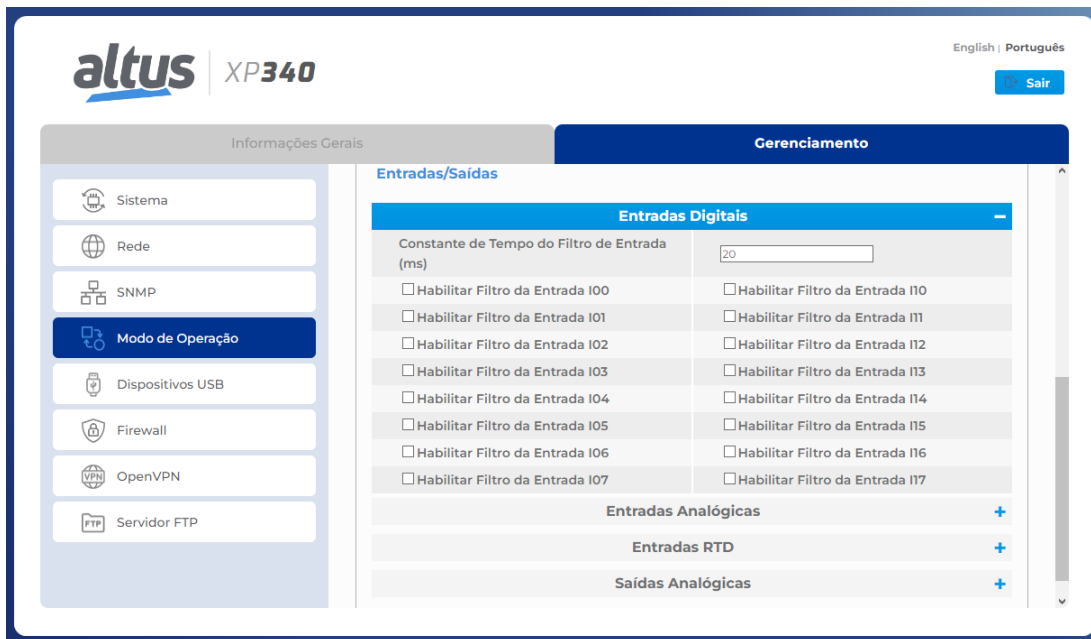 English | Português
altus XP340
Sair
Informações Gerais
Gerenciamento
Sistema
Rede
SNMP
Modo de Operação
Dispositivos USB
Firewall
VPN OpenVPN
FTP Servidor FTP
Entradas/Saídas
Entradas Digitais
Constante de Tempo do Filtro de Entrada
(ms)
20
Habilitar Filtro da Entrada I00
Habilitar Filtro da Entrada I10
Habilitar Filtro da Entrada I01
Habilitar Filtro da Entrada I11
Habilitar Filtro da Entrada I02
Habilitar Filtro da Entrada I12
Habilitar Filtro da Entrada I03
Habilitar Filtro da Entrada I13
Habilitar Filtro da Entrada I04
Habilitar Filtro da Entrada I14
Habilitar Filtro da Entrada I05
Habilitar Filtro da Entrada I15
Habilitar Filtro da Entrada I06
Habilitar Filtro da Entrada I16
Habilitar Filtro da Entrada I07
Habilitar Filtro da Entrada I17
Entradas Analógicas
Entradas RTD
Saídas Analógicas